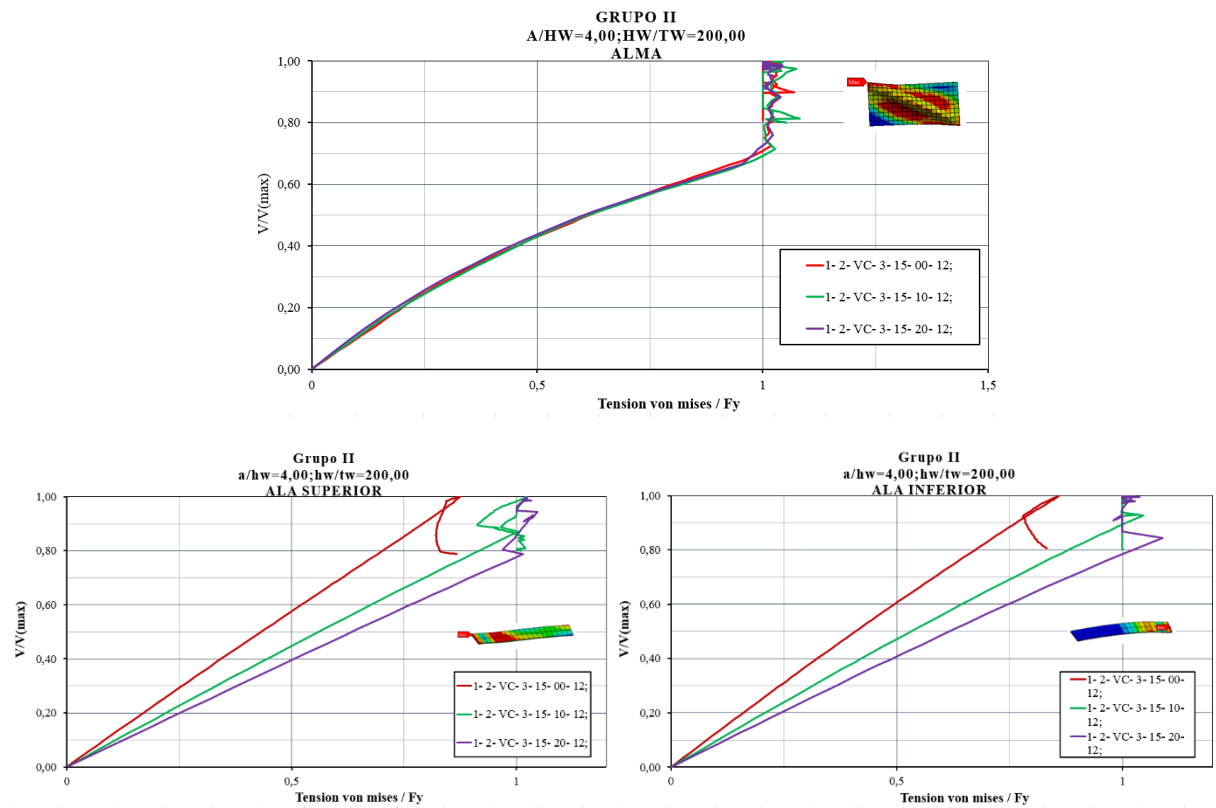 GRUPO II
A/HW=4,00;HW/TW=200,00
ALMA
1,00
0,80
0,60
0,40
0,20
0,00
V/V(max)
0
0,5
1
1,5
Tension von mises / Fy
1- 2- VC- 3- 15- 00- 12;
1- 2- VC- 3- 15- 10- 12;
1- 2- VC- 3- 15- 20- 12;
Max
Grupo II
a/hw=4,00;hw/tw=200,00
ALA SUPERIOR
1,00
0,80
0,60
0,40
0,20
0,00
V/V(max)
0
0,5
1
Tension von mises / Fy
1- 2- VC- 3- 15- 00- 12;
1- 2- VC- 3- 15- 10- 12;
1- 2- VC- 3- 15- 20- 12;
Grupo II
a/hw=4,00;hw/tw=200,00
ALA INFERIOR
1,00
0,80
0,60
0,40
0,20
0,00
V/V(max)
0
0,5
1
Tension von mises / Fy
1- 2- VC- 3- 15- 00-
12;
1- 2- VC- 3- 15- 10-
12;
1- 2- VC- 3- 15- 20-
12;